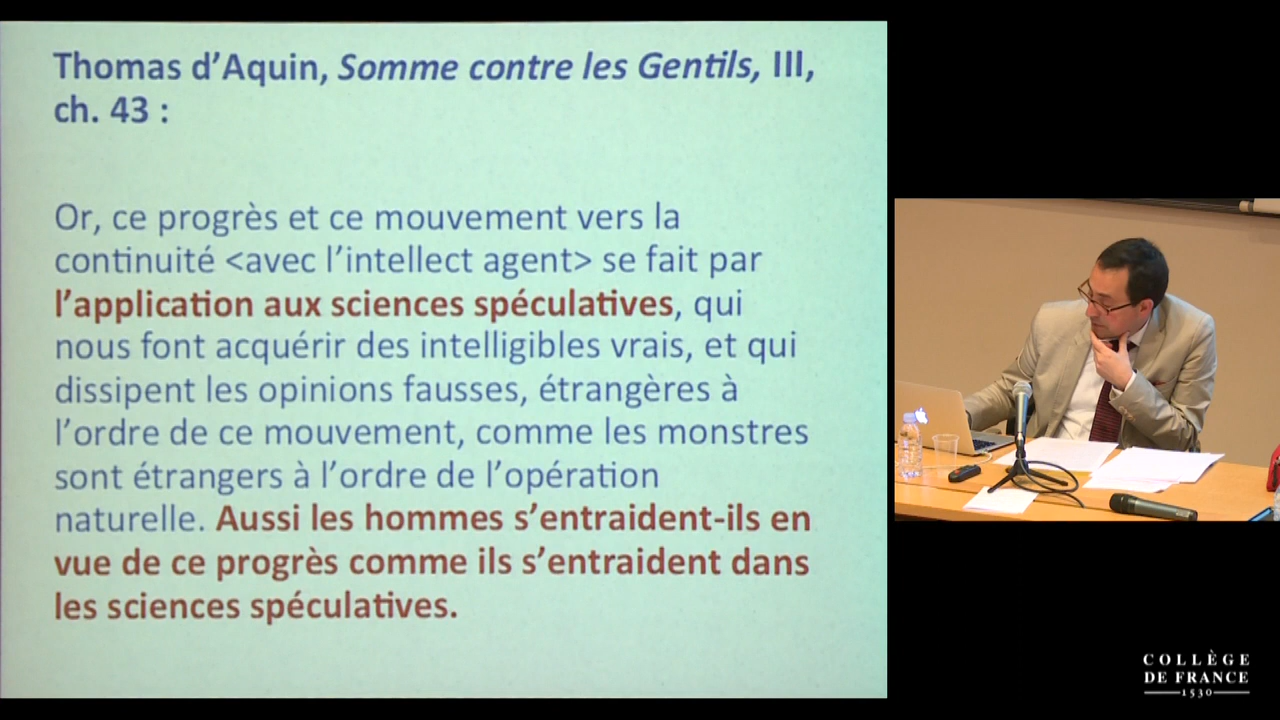 Thomas d’Aquin, Somme contre les Gentils, III,
ch. 43 :
Or, ce progrès et ce mouvement vers la
continuité <avec l’intellect agent> se fait par
l’application aux sciences spéculatives, qui
nous font acquérir des intelligibles vrais, et qui
dissipent les opinions fausses, étrangères à
l’ordre de ce mouvement, comme les monstres
sont étrangers à l’ordre de l’opération
naturelle. Aussi les hommes s’entraident-ils en
vue de ce progrès comme ils s’entraident dans
les sciences spéculatives.
COLLÈGE
DE FRANCE
1530